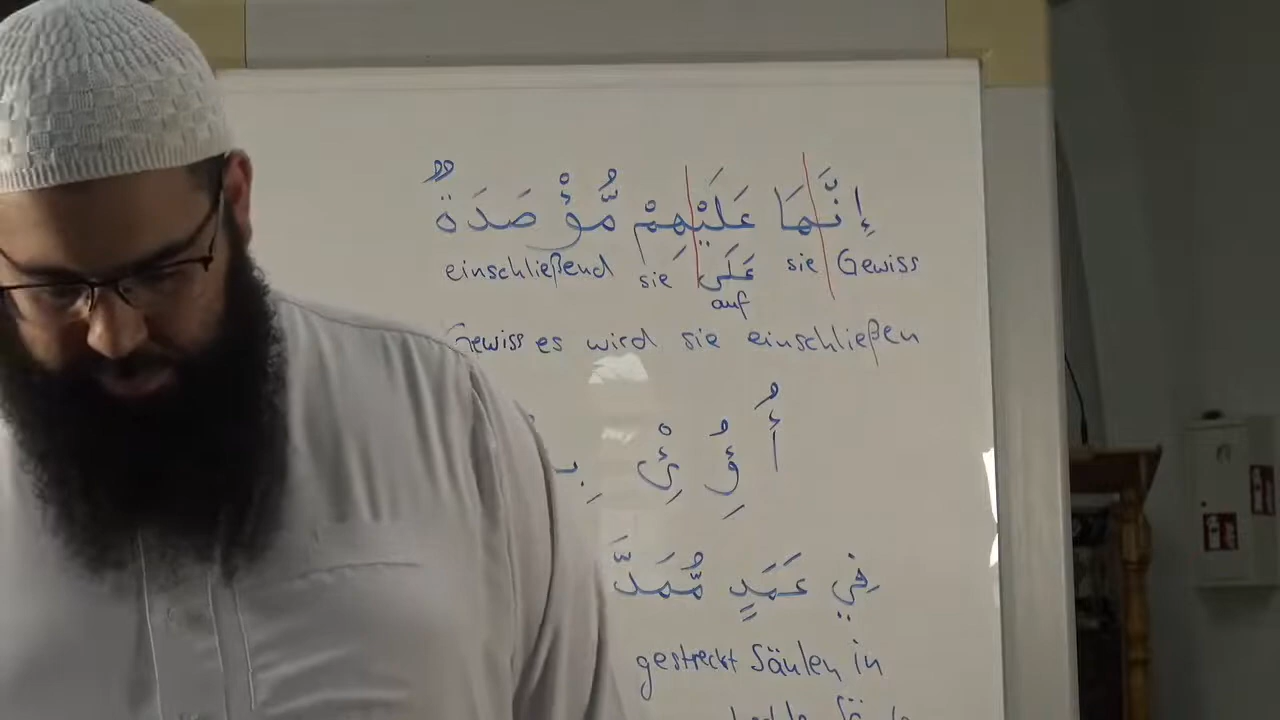 إِنَّهَا عَلَيْهِمْ مُّؤْصَدَةٌ
Gewiss sie عَلَى sie einschließend
auf
Gewiss es wird sie einschließen
أُ ؤُ ئْ
فِي عَمَدٍ
gestreckt Säulen in